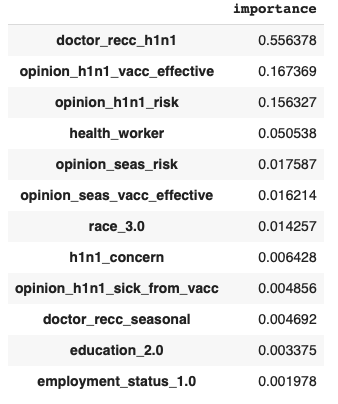 importance
doctor_recc_h1n1 0.556378
opinion_h1n1_vacc_effective 0.167369
opinion_h1n1_risk 0.156327
health_worker 0.050538
opinion_seas_risk 0.017587
opinion_seas_vacc_effective 0.016214
race_3.0 0.014257
h1n1_concern 0.006428
opinion_h1n1_sick_from_vacc 0.004856
doctor_recc_seasonal 0.004692
education_2.0 0.003375
employment_status_1.0 0.001978